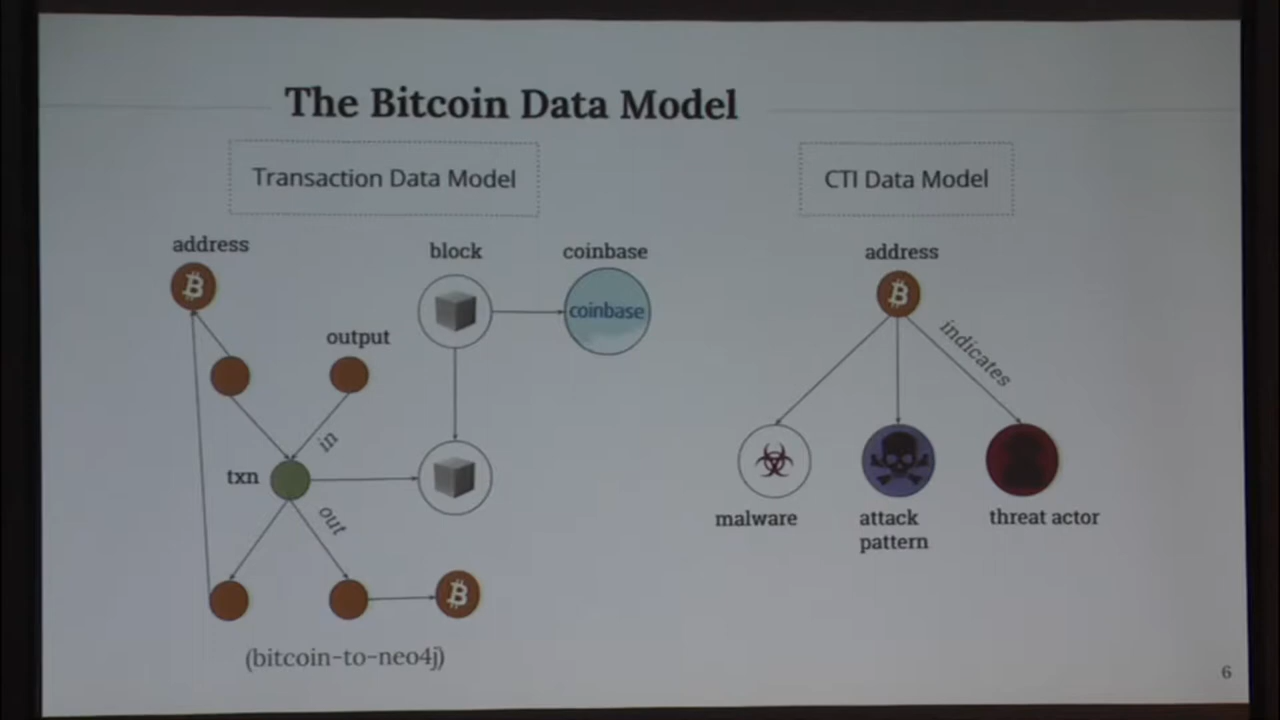 The Bitcoin Data Model
Transaction Data Model
CTI Data Model
address
block
coinbase
address
coinbase
output
indicates
in
txn
out
malware
attack
pattern
threat actor
(bitcoin-to-neo4j)
6